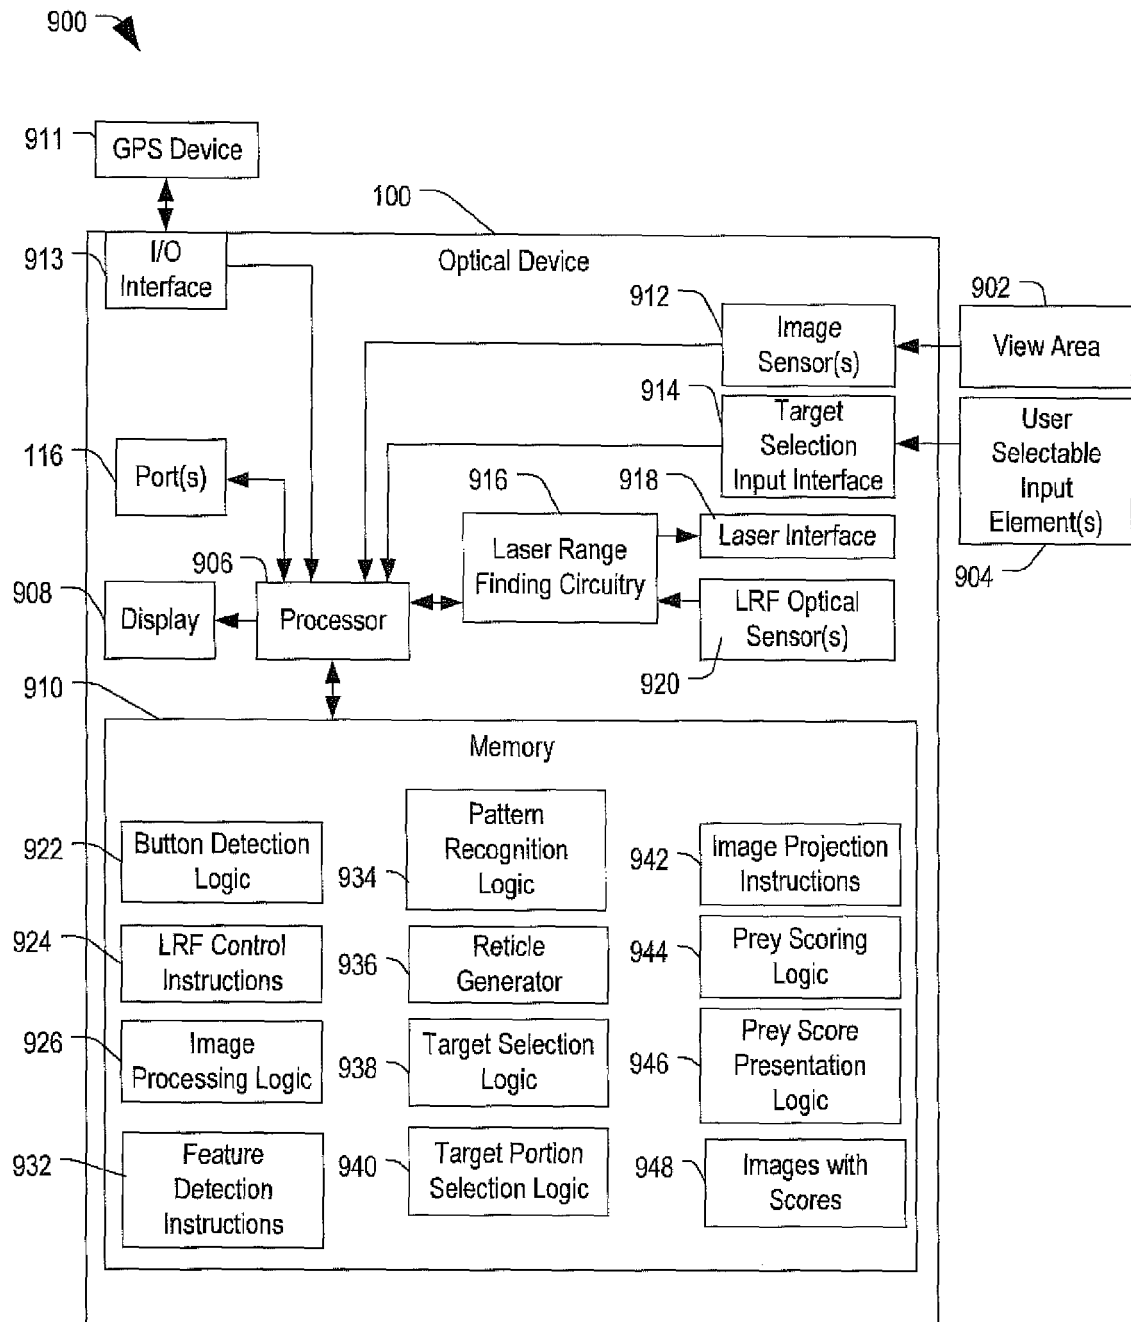 900
911
GPS Device
100
913
I/O
Interface
Optical Device
912
Image
Sensor(s)
902
View Area
914
Target
Selection
Input Interface
User
Selectable
Input
Element(s)
904
116
Port(s)
916
Laser Range
Finding Circuitry
918
Laser Interface
906
Processor
908
Display
LRF Optical
Sensor(s)
920
910
Memory
922
Button Detection
Logic
934
Pattern
Recognition
Logic
942
Image Projection
Instructions
924
LRF Control
Instructions
936
Reticle
Generator
944
Prey Scoring
Logic
926
Image
Processing Logic
938
Target Selection
Logic
946
Prey Score
Presentation
Logic
932
Feature
Detection
Instructions
940
Target Portion
Selection Logic
948
Images with
Scores